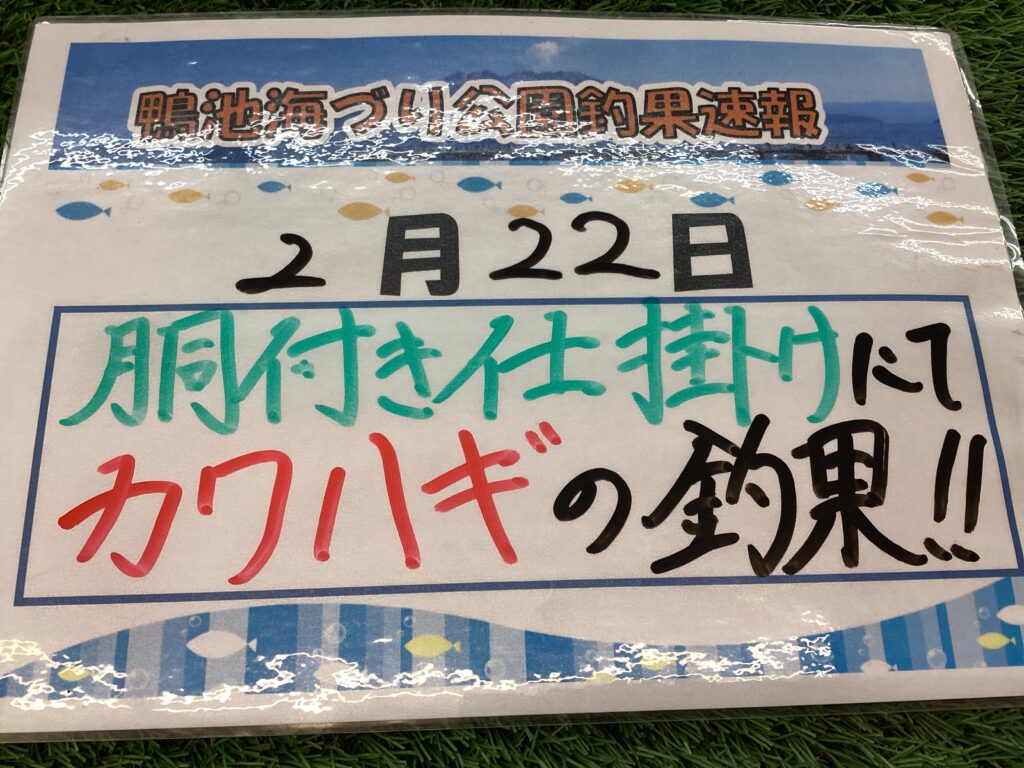 鴨池海づり公園釣果速報
2月22日
胴付き仕掛けにて
カワハギの釣果!!